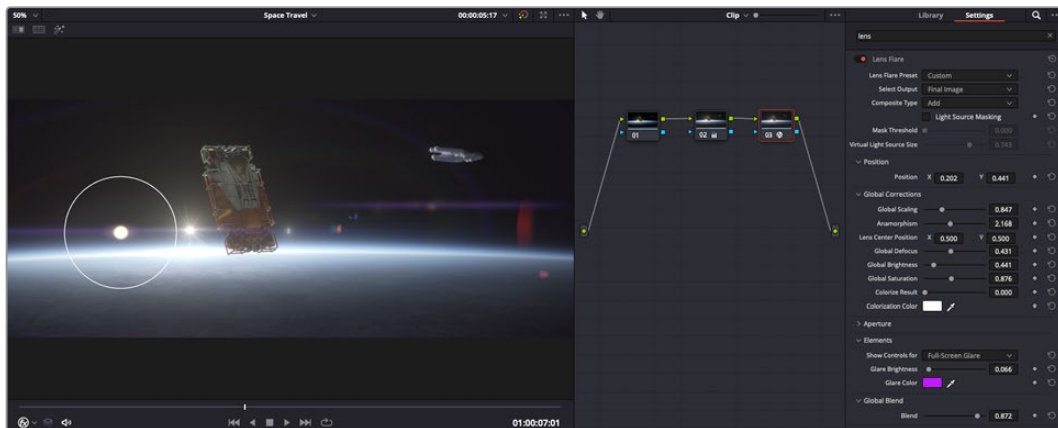 50% Space Travel 00:00:05:17 Clip Library Settings
lens
Lens Flare
Lens Flare Preset Custom
Select Output Final Image
Composite Type Add
Light Source Masking
01 02 03
Mask Threshold 0.000
Virtual Light Source Size 0.743
Position
Position X 0.202 Y 0.441
Global Corrections
Global Scaling 0.847
Anamorphism 2.168
Lens Center Position X 0.500 Y 0.500
Global Defocus 0.431
Global Brightness 0.441
Global Saturation 0.876
Colorize Result 0.000
Colorization Color
Aperture
Elements
Show Controls for Full-Screen Glare
Glare Brightness 0.066
Glare Color
Global Blend
Blend 0.872
01:00:07:01